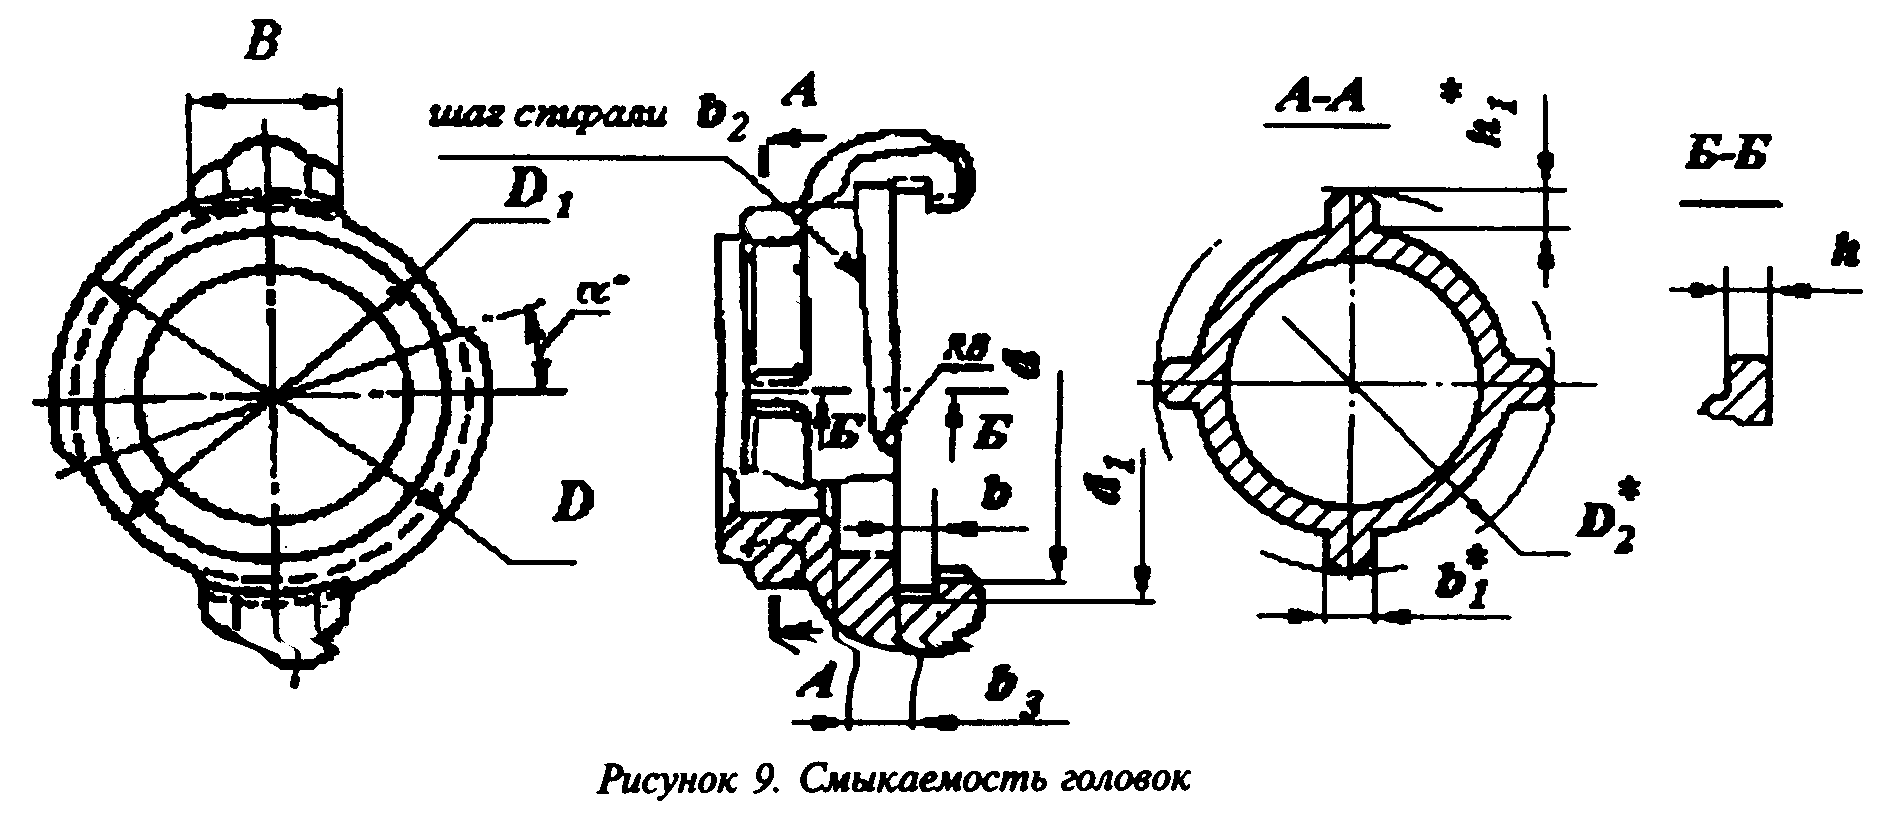 B
шаг спирали b2
A
A-A
h1*
Б-Б
D1
α*
h
d
Б
Б
d1
b
D
D2*
b1*
A
b3
Рисунок 9. Смыкаемость головок